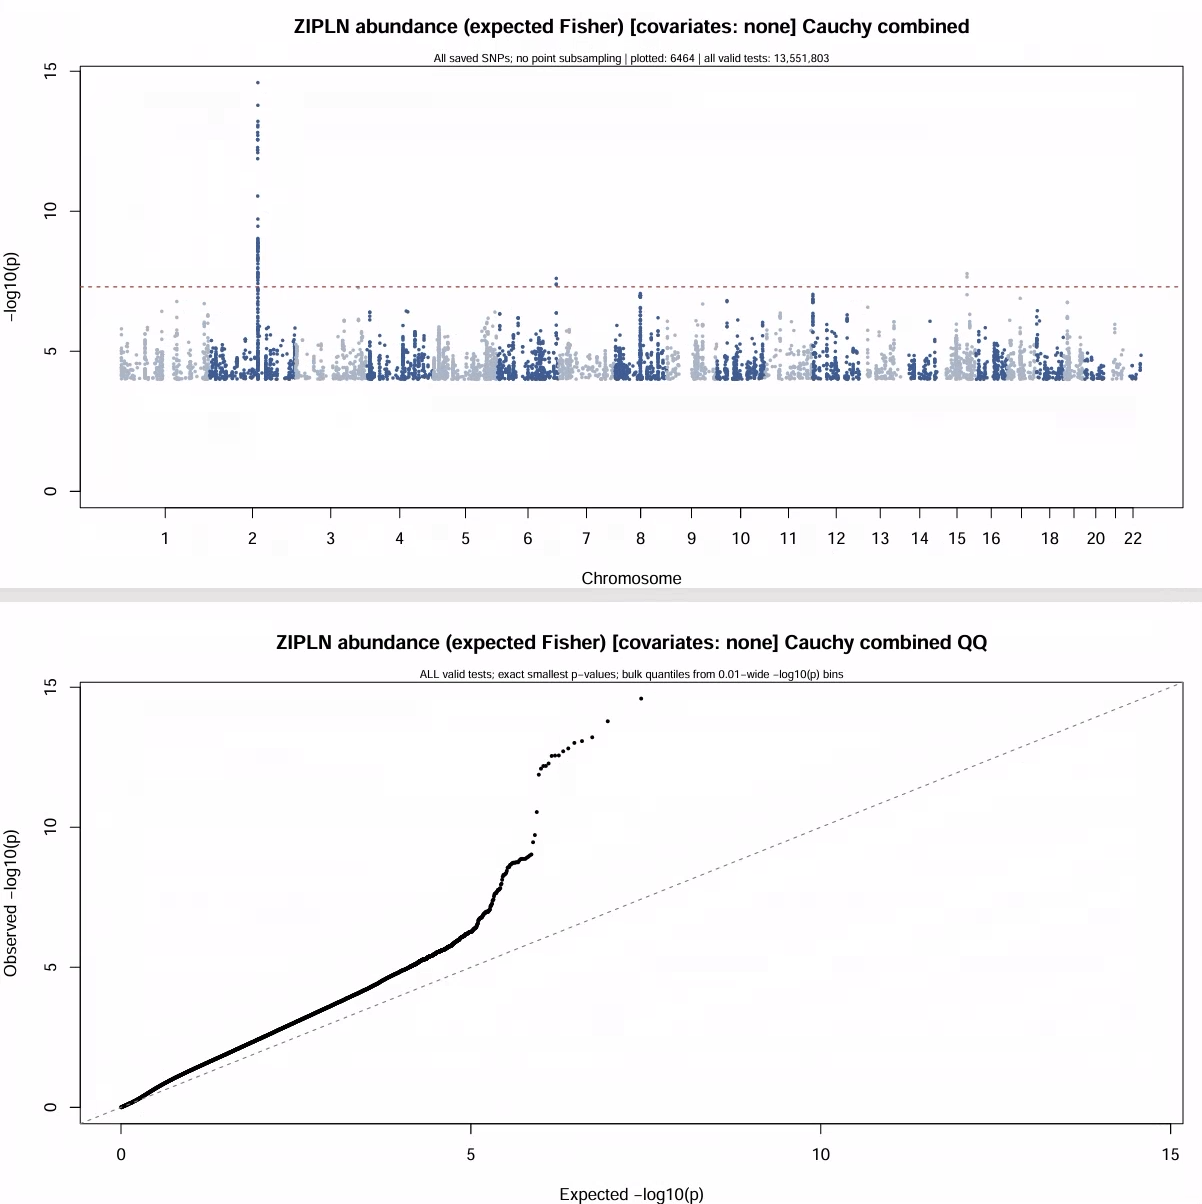 ZIPLN abundance (expected Fisher) [covariates: none] Cauchy combined
All saved SNPs; no point subsampling | plotted: 6464 | all valid tests: 13,551,803
15
10
5
0
−log10(p)
1 2 3 4 5 6 7 8 9 10 11 12 13 14 15 16 18 20 22
Chromosome
ZIPLN abundance (expected Fisher) [covariates: none] Cauchy combined QQ
ALL valid tests; exact smallest p−values; bulk quantiles from 0.01−wide −log10(p) bins
15
10
5
0
Observed −log10(p)
0 5 10 15
Expected −log10(p)